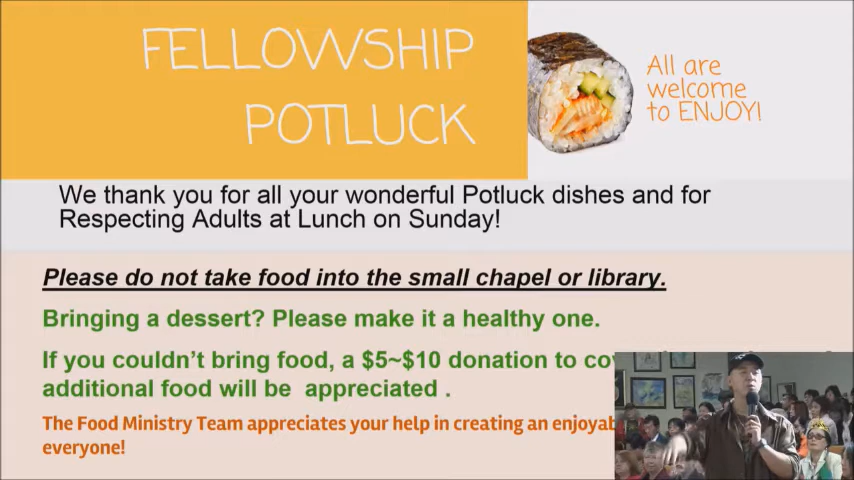 FELLOWSHIP
POTLUCK
All are
welcome
to ENJOY!
We thank you for all your wonderful Potluck dishes and for
Respecting Adults at Lunch on Sunday!
Please do not take food into the small chapel or library.
Bringing a dessert? Please make it a healthy one.
If you couldn't bring food, a $5~$10 donation to
additional food will be appreciated .
The Food Ministry Team appreciates your help in creating an
everyone!